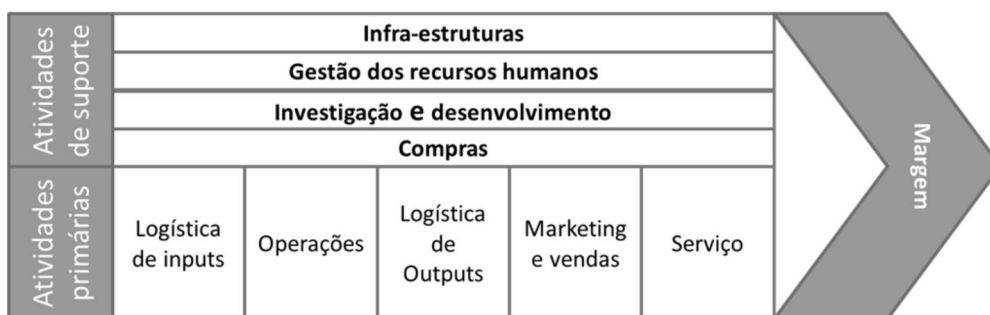 Atividades
de suporte
Infra-estruturas
Gestão dos recursos humanos
Investigação e desenvolvimento
Compras
Atividades
primárias
Logística
de inputs
Operações
Logística
de
Outputs
Marketing
e vendas
Serviço
Margem